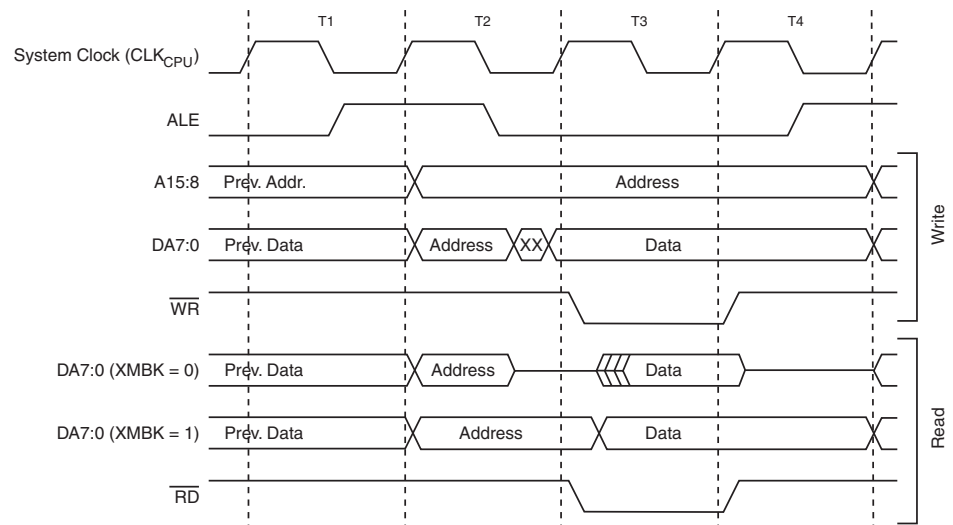 T1 T2 T3 T4
System Clock (CLKCPU)
ALE
A15:8 Prev. Addr. Address
DA7:0 Prev. Data Address XX Data
WR
Write
DA7:0 (XMBK = 0) Prev. Data Address Data
DA7:0 (XMBK = 1) Prev. Data Address Data
RD
Read